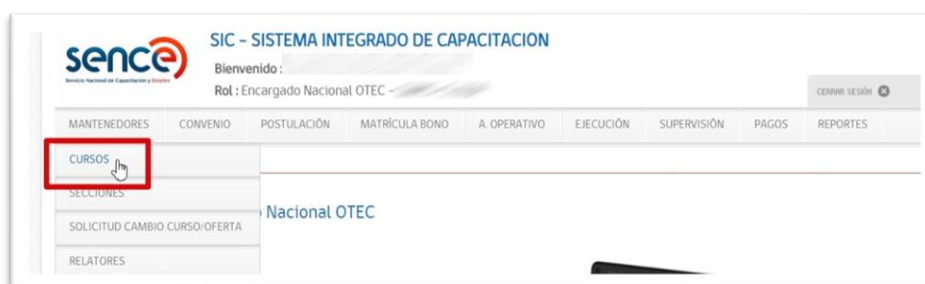 SIC – SISTEMA INTEGRADO DE CAPACITACION
sence
Servicio Nacional de Capacitación y Empleo
Bienvenido :
Rol : Encargado Nacional OTEC –
CERRAR SESIÓN
MANTENEDORES CONVENIO POSTULACIÓN MATRÍCULA BONO A. OPERATIVO EJECUCIÓN SUPERVISIÓN PAGOS REPORTES
CURSOS
SECCIONES
Nacional OTEC
SOLICITUD CAMBIO CURSO/OFERTA
RELATORES